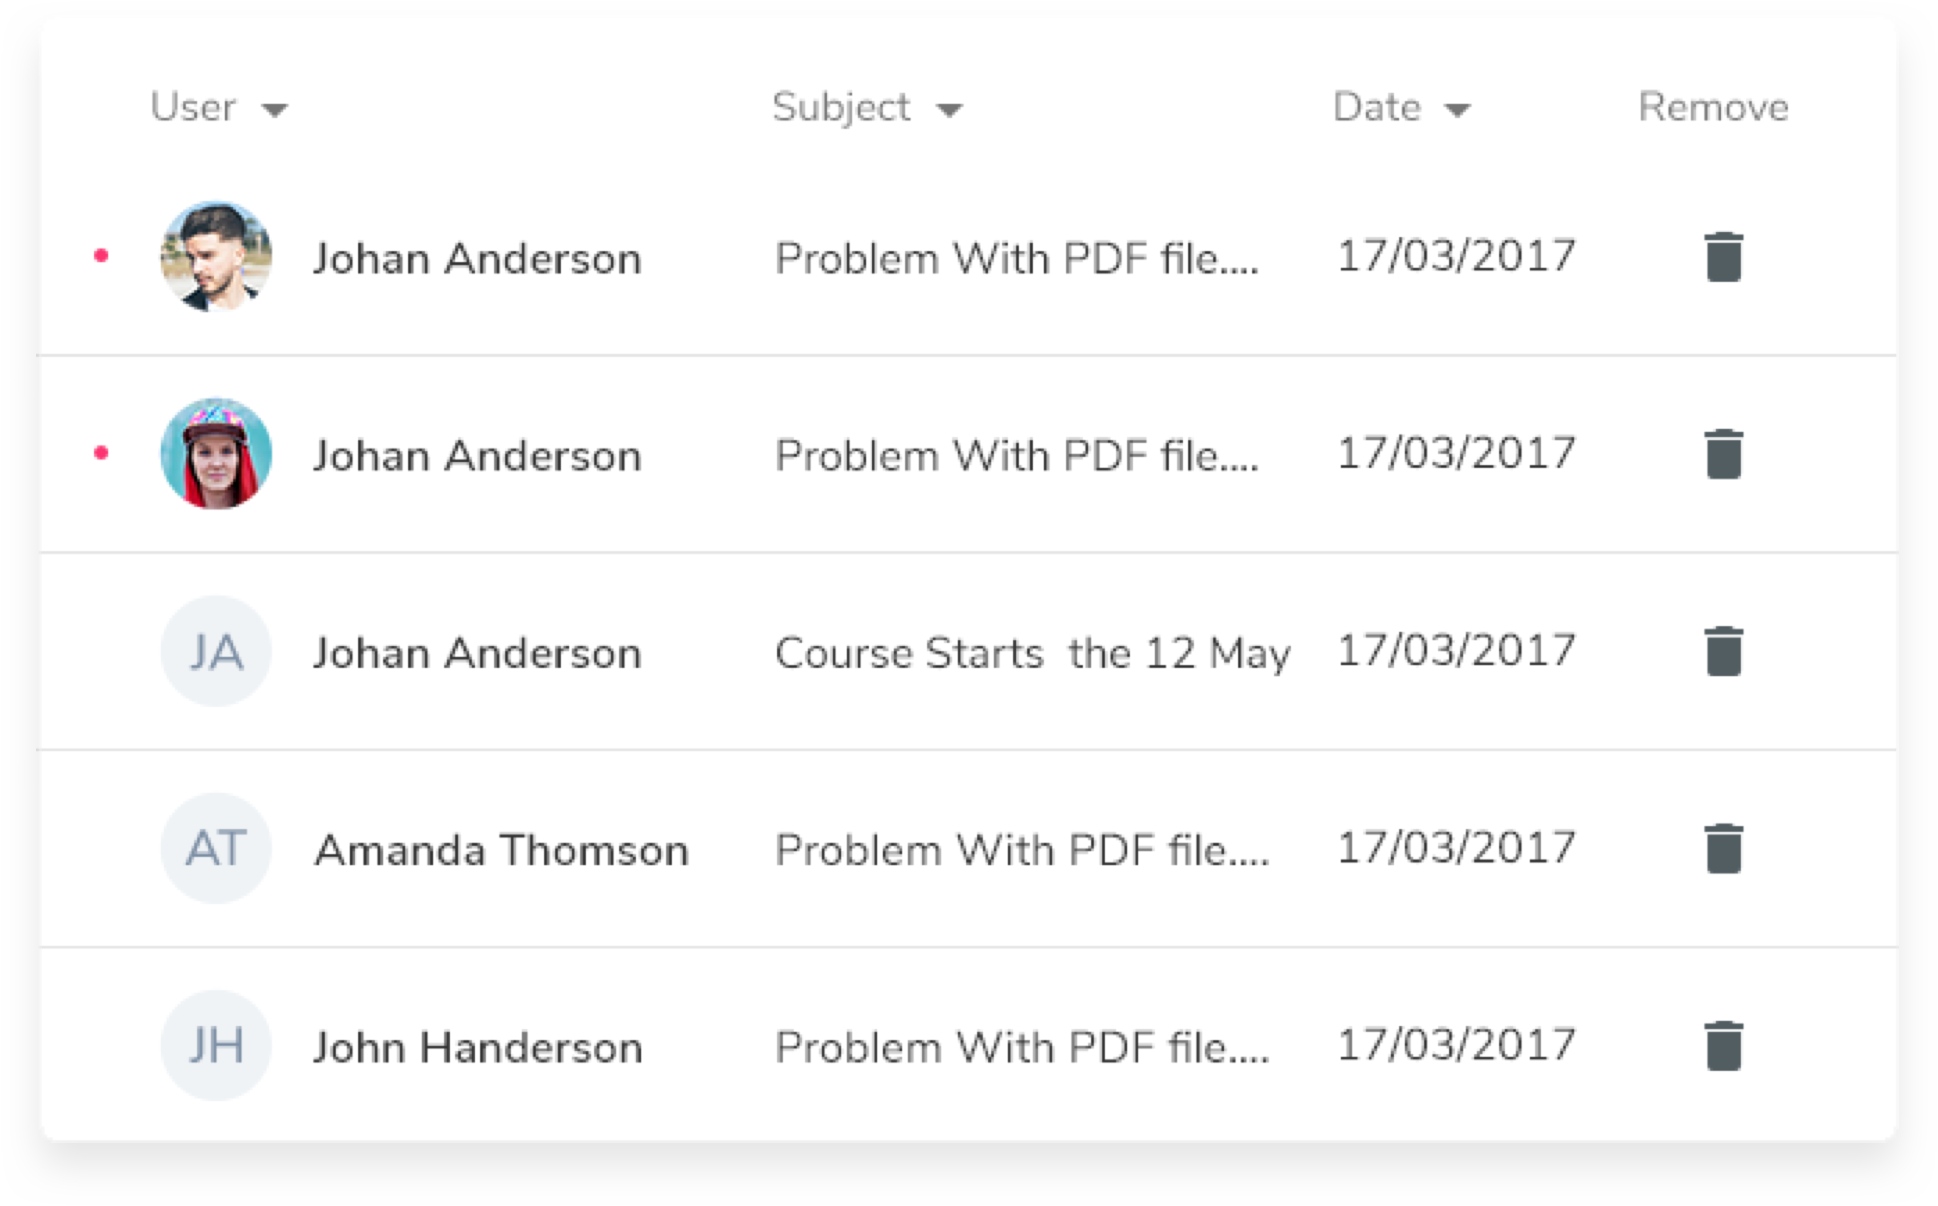 User Subject Date Remove
Johan Anderson Problem With PDF file.... 17/03/2017
Johan Anderson Problem With PDF file.... 17/03/2017
JA Johan Anderson Course Starts  the 12 May 17/03/2017
AT Amanda Thomson Problem With PDF file.... 17/03/2017
JH John Handerson Problem With PDF file.... 17/03/2017